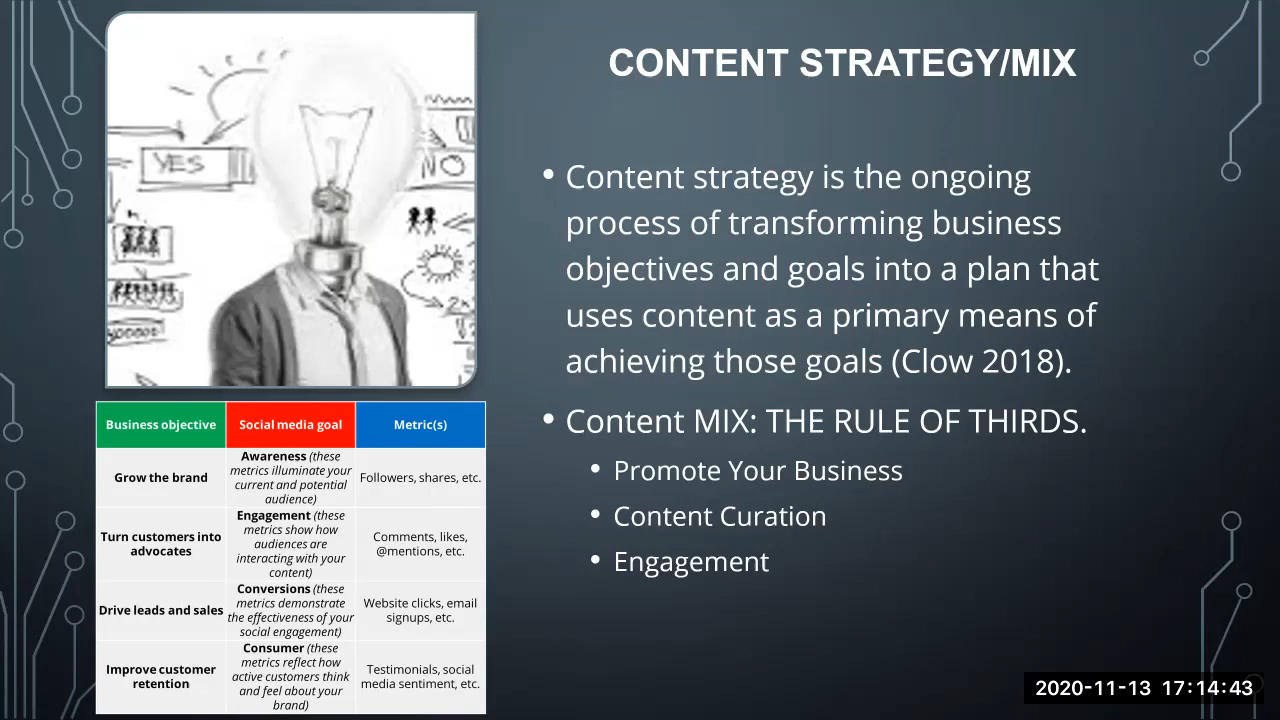 CONTENT STRATEGY/MIX
• Content strategy is the ongoing
process of transforming business
objectives and goals into a plan that
uses content as a primary means of
achieving those goals (Clow 2018).
• Content MIX: THE RULE OF THIRDS.
• Promote Your Business
• Content Curation
• Engagement
YES
NO
Business objective
Social media goal
Metric(s)
Grow the brand
Awareness (these
metrics illuminate your
current and potential
audience)
Followers, shares, etc.
Turn customers into
advocates
Engagement (these
metrics show how
audiences are
interacting with your
content)
Comments, likes,
@mentions, etc.
Drive leads and sales
Conversions (these
metrics demonstrate
the effectiveness of your
social engagement)
Website clicks, email
signups, etc.
Improve customer
retention
Consumer (these
metrics reflect how
active customers think
and feel about your
brand)
Testimonials, social
media sentiment, etc.
2020-11-13 17:14:43